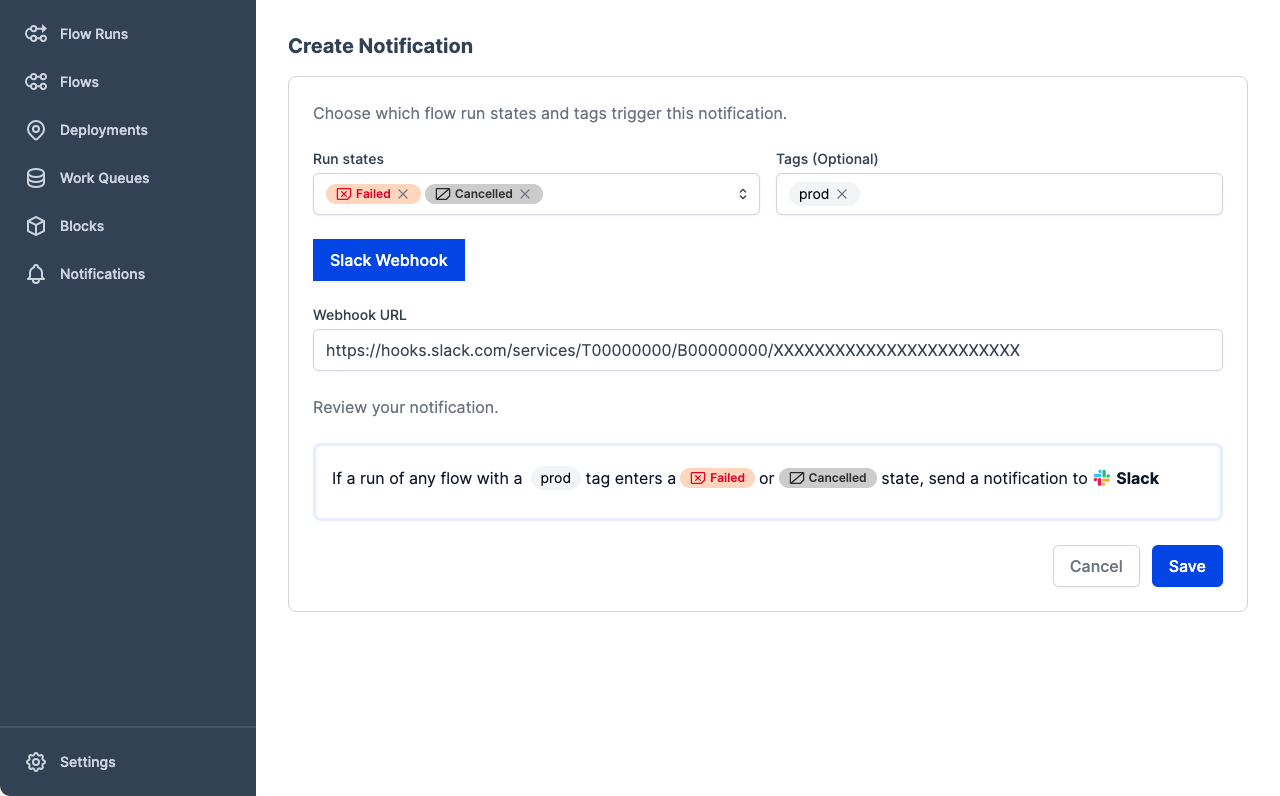 Flow Runs
Flows
Deployments
Work Queues
Blocks
Notifications
Settings
Create Notification
Choose which flow run states and tags trigger this notification.
Run states
Failed Cancelled
Tags (Optional)
prod
Slack Webhook
Webhook URL
https://hooks.slack.com/services/T00000000/B00000000/XXXXXXXXXXXXXXXXXXXXXXXX
Review your notification.
If a run of any flow with a prod tag enters a Failed or Cancelled state, send a notification to Slack
Cancel Save